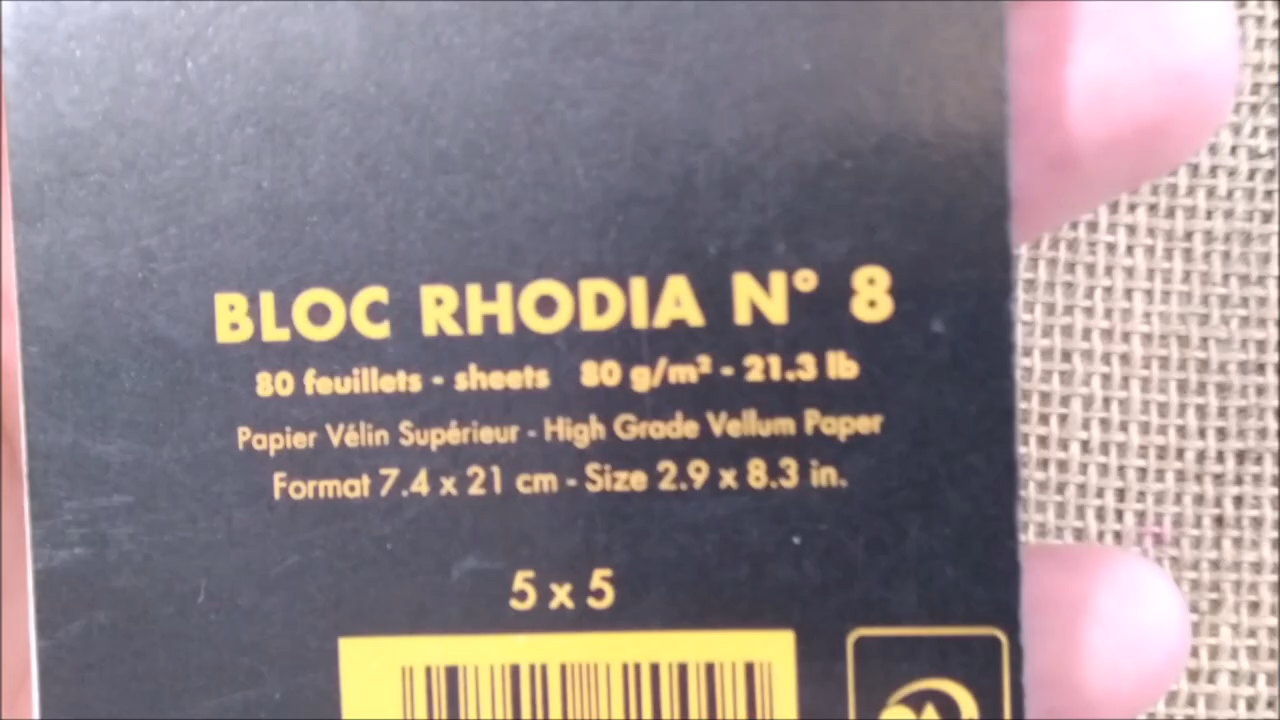 BLOC RHODIA N° 8
80 feuillets - sheets 80 g/m² - 21.3 lb
Papier Vélin Supérieur - High Grade Vellum Paper
Format 7.4 x 21 cm - Size 2.9 x 8.3 in.
5 x 5